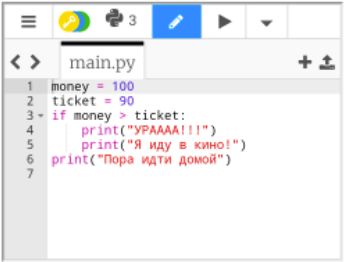 3
main.py
1 money = 100
2 ticket = 90
3 if money > ticket:
4 print("УРАААА!!!")
5 print("Я иду в кино!")
6 print("Пора идти домой")
7